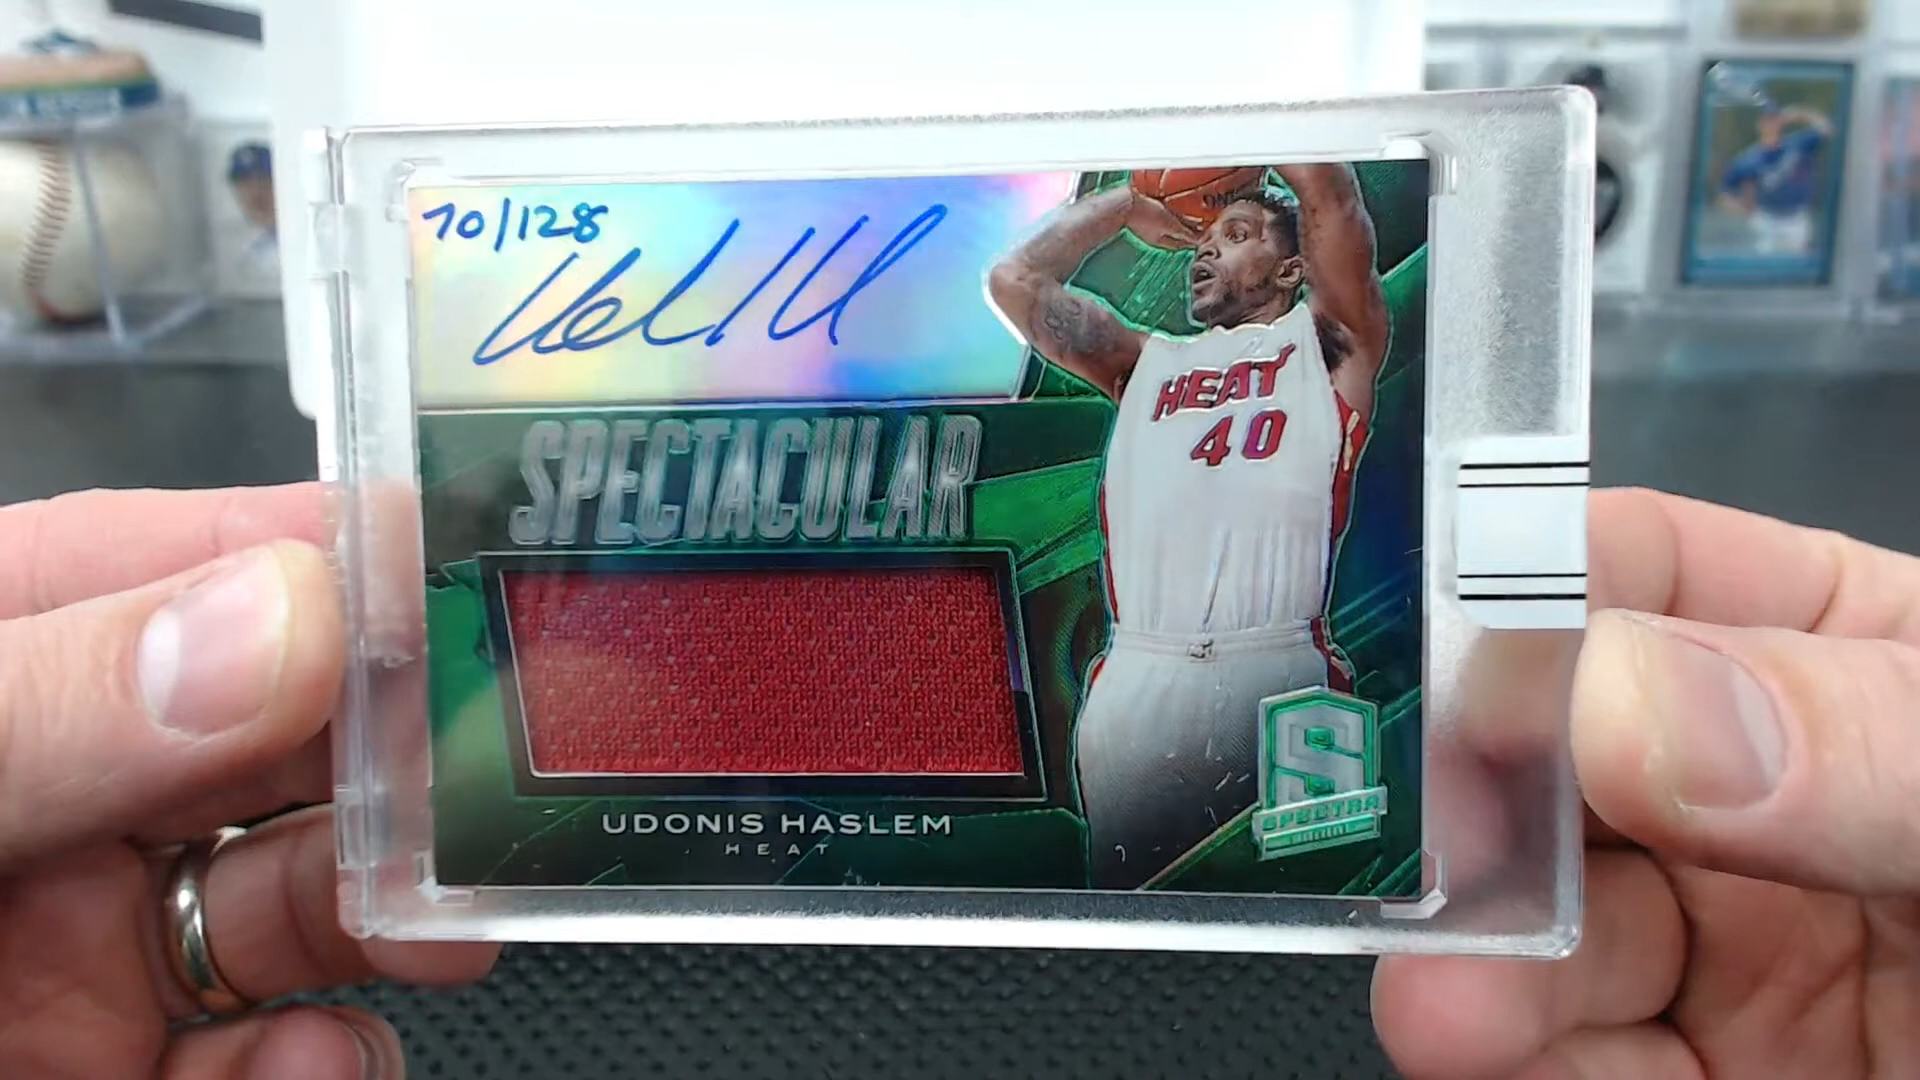 70/128
SPECTACULAR
HEAT
40
UDONIS HASLEM
HEAT
S
SPECTRA